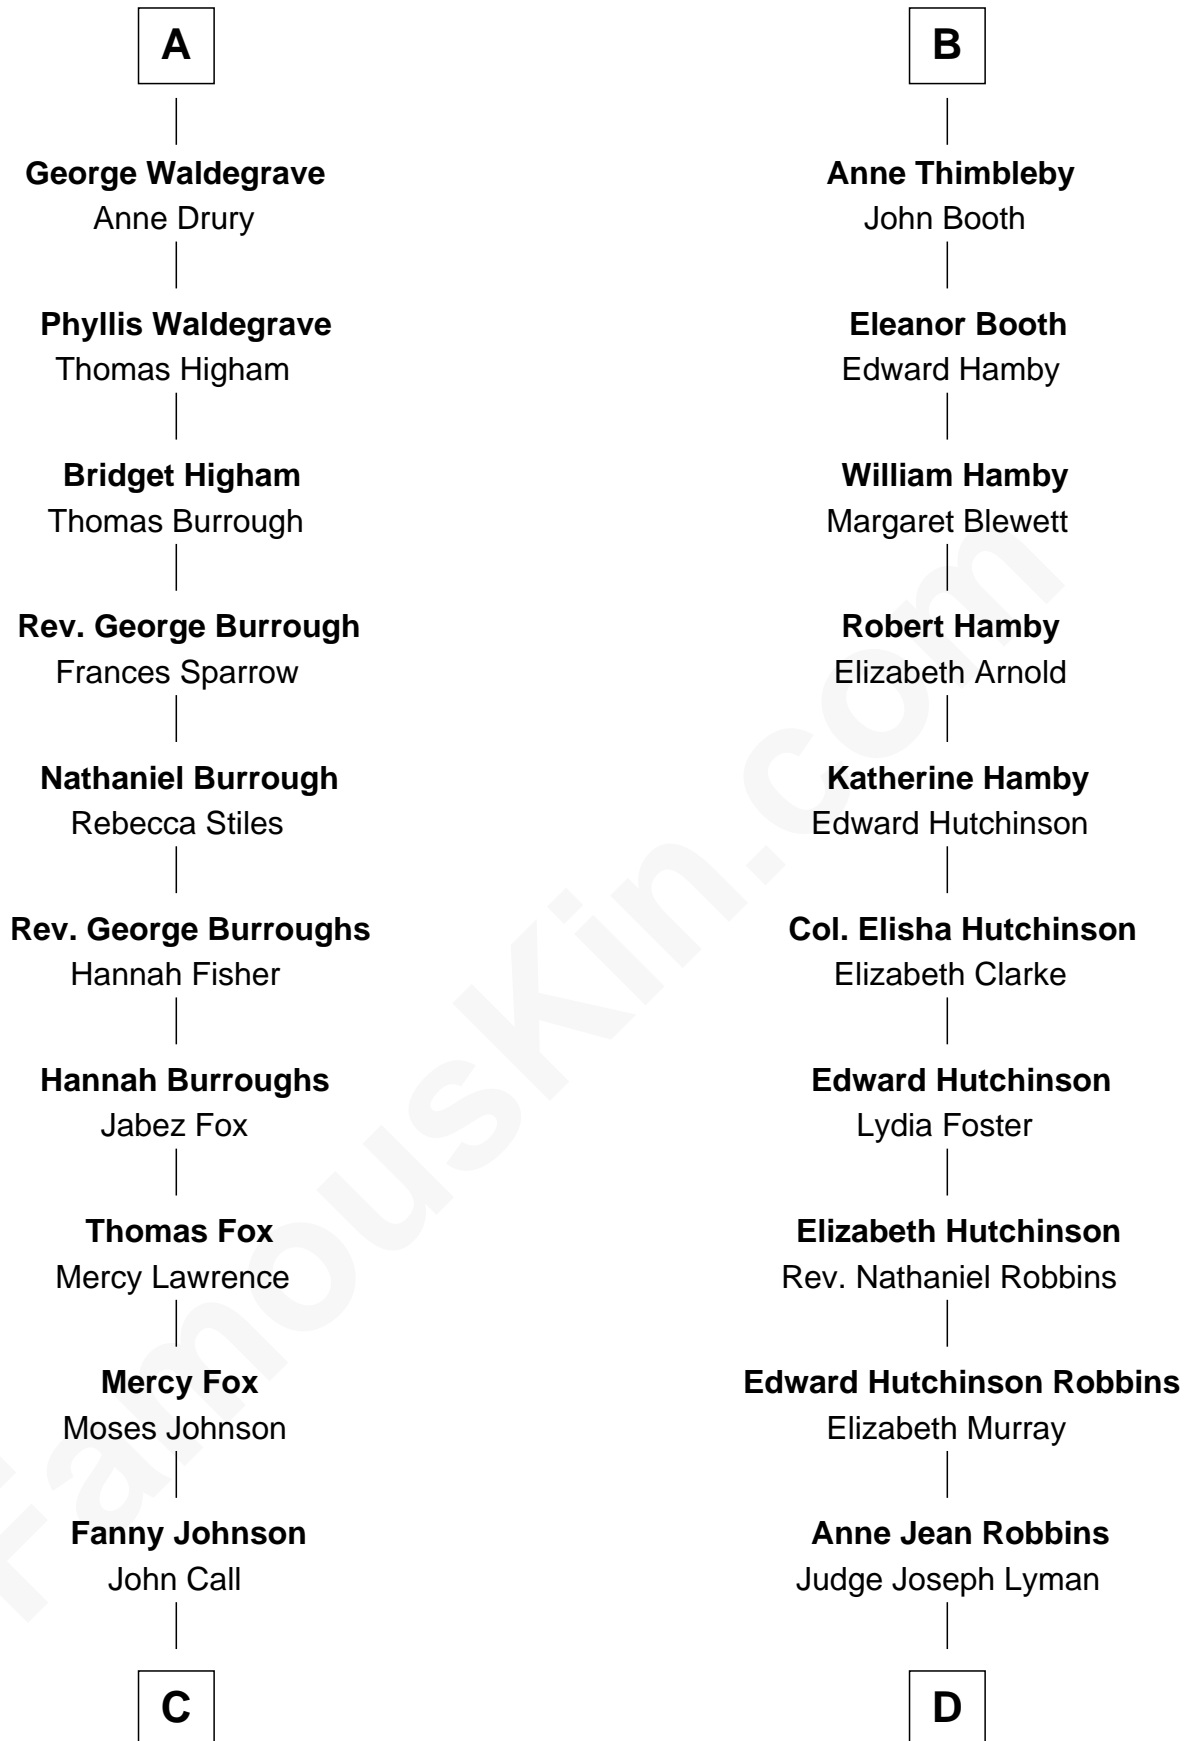 A
George Waldegrave
Anne Drury
Phyllis Waldegrave
Thomas Higham
Bridget Higham
Thomas Burrough
Rev. George Burrough
Frances Sparrow
Nathaniel Burrough
Rebecca Stiles
Rev. George Burroughs
Hannah Fisher
Hannah Burroughs
Jabez Fox
Thomas Fox
Mercy Lawrence
Mercy Fox
Moses Johnson
Fanny Johnson
John Call
C
B
Anne Thimbleby
John Booth
Eleanor Booth
Edward Hamby
William Hamby
Margaret Blewett
Robert Hamby
Elizabeth Arnold
Katherine Hamby
Edward Hutchinson
Col. Elisha Hutchinson
Elizabeth Clarke
Edward Hutchinson
Lydia Foster
Elizabeth Hutchinson
Rev. Nathaniel Robbins
Edward Hutchinson Robbins
Elizabeth Murray
Anne Jean Robbins
Judge Joseph Lyman
D
FamousKin.com